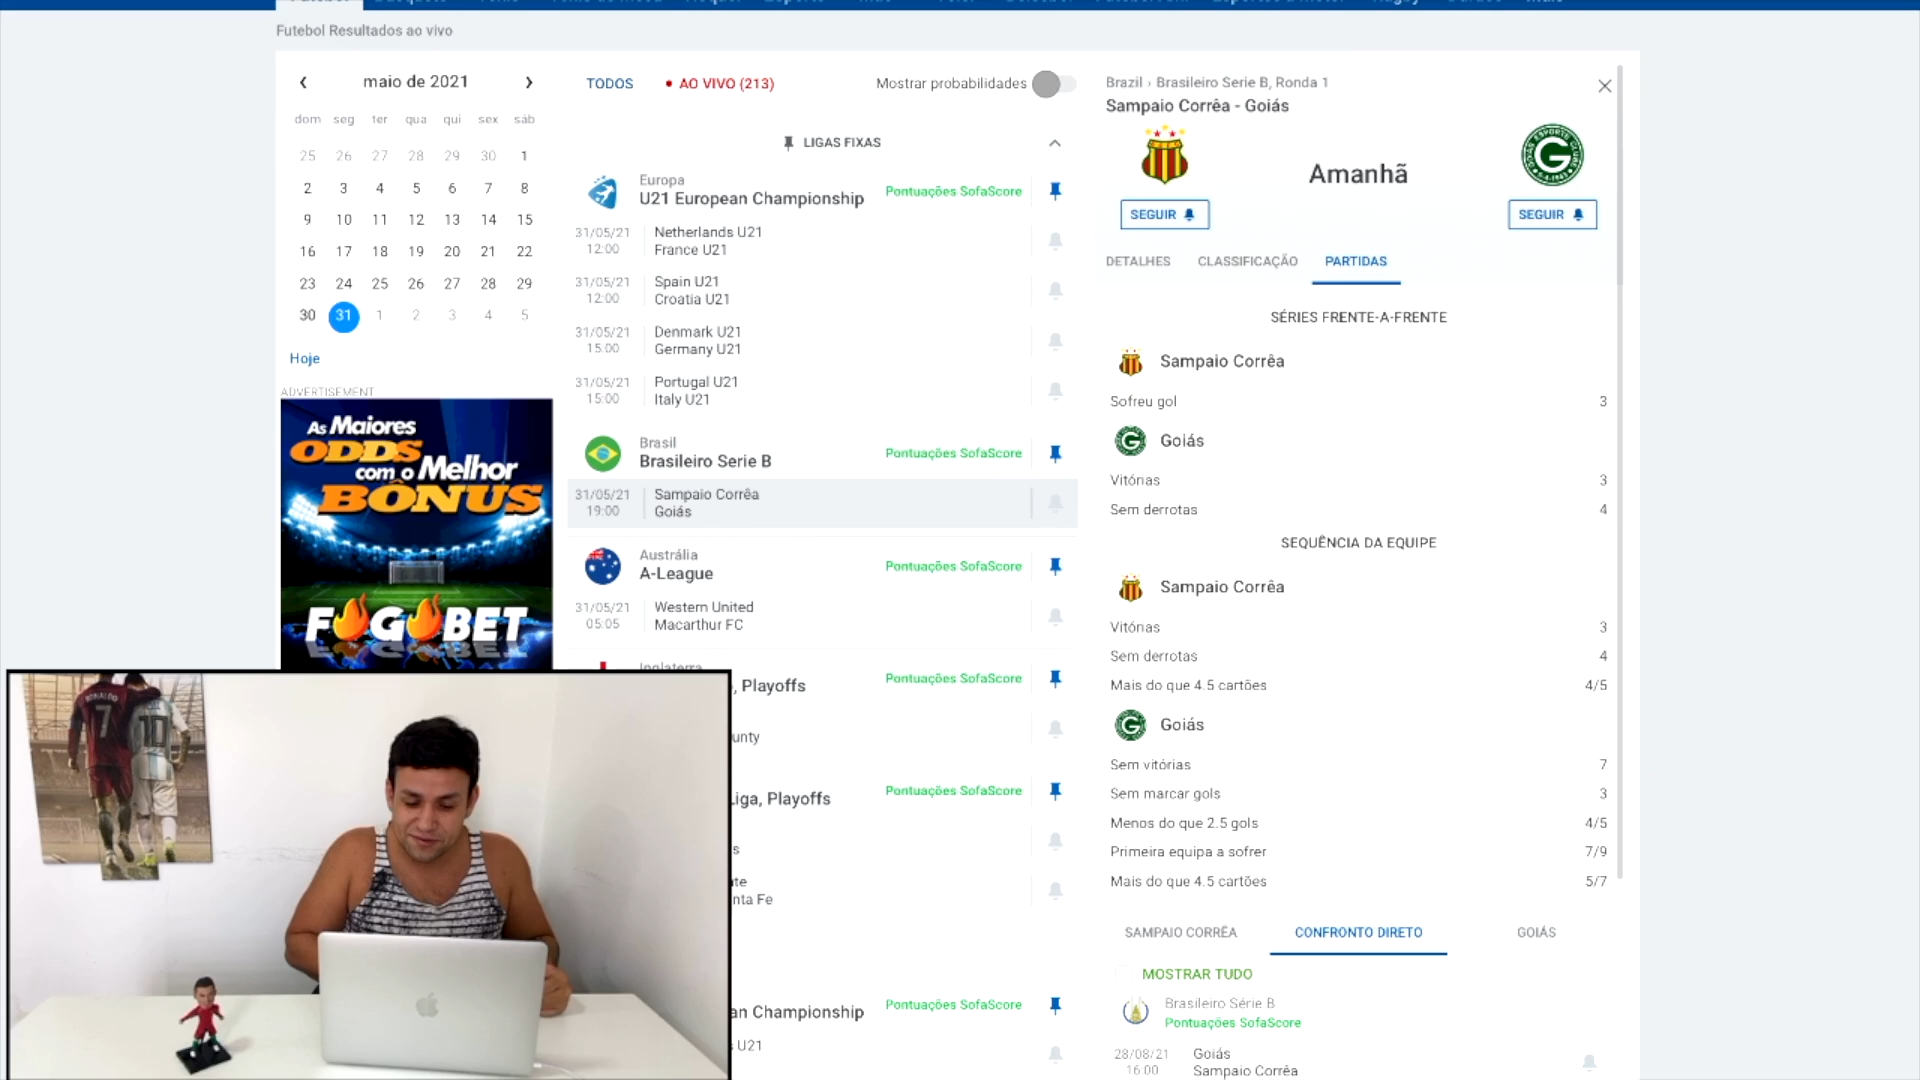 Futebol Resultados ao vivo
maio de 2021
dom seg ter qua qui sex sáb
25 26 27 28 29 30 1
2 3 4 5 6 7 8
9 10 11 12 13 14 15
16 17 18 19 20 21 22
23 24 25 26 27 28 29
30 31 1 2 3 4 5
Hoje
ADVERTISEMENT
As Maiores
ODDS
com o Melhor
BÔNUS
FOGOBET
RONALDO
7
10
TODOS
AO VIVO (213)
Mostrar probabilidades
LIGAS FIXAS
Europa
U21 European Championship
Pontuações SofaScore
31/05/21 Netherlands U21
12:00 France U21
31/05/21 Spain U21
12:00 Croatia U21
31/05/21 Denmark U21
15:00 Germany U21
31/05/21 Portugal U21
15:00 Italy U21
Brasil
Brasileiro Serie B
Pontuações SofaScore
31/05/21 Sampaio Corrêa
19:00 Goiás
Austrália
A-League
Pontuações SofaScore
31/05/21 Western United
05:05 Macarthur FC
Inglaterra
, Playoffs
Pontuações SofaScore
unty
Liga, Playoffs
Pontuações SofaScore
s
ate
nta Fe
an Championship
Pontuações SofaScore
s U21
Brazil › Brasileiro Serie B, Ronda 1
Sampaio Corrêa - Goiás
Amanhã
GOIÁS ESPORTE CLUBE
G
SEGUIR
SEGUIR
DETALHES CLASSIFICAÇÃO PARTIDAS
SÉRIES FRENTE-A-FRENTE
Sampaio Corrêa
Sofreu gol 3
Goiás
Vitórias 3
Sem derrotas 4
SEQUÊNCIA DA EQUIPE
Sampaio Corrêa
Vitórias 3
Sem derrotas 4
Mais do que 4.5 cartões 4/5
Goiás
Sem vitórias 7
Sem marcar gols 3
Menos do que 2.5 gols 4/5
Primeira equipa a sofrer 7/9
Mais do que 4.5 cartões 5/7
SAMPAIO CORRÊA CONFRONTO DIRETO GOIÁS
MOSTRAR TUDO
Brasileiro Série B
Pontuações SofaScore
28/08/21 Goiás
16:00 Sampaio Corrêa